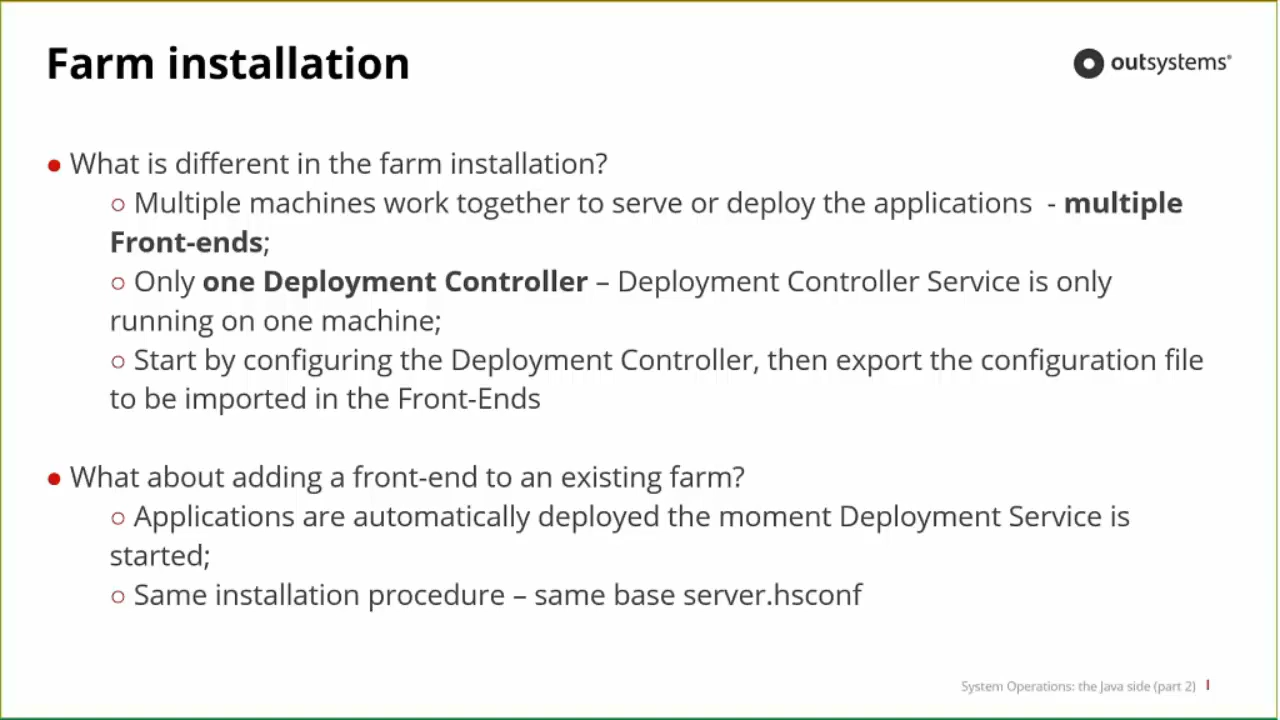 Farm installation
outsystems®
● What is different in the farm installation?
○ Multiple machines work together to serve or deploy the applications  - multiple
Front-ends;
○ Only one Deployment Controller – Deployment Controller Service is only
running on one machine;
○ Start by configuring the Deployment Controller, then export the configuration file
to be imported in the Front-Ends
● What about adding a front-end to an existing farm?
○ Applications are automatically deployed the moment Deployment Service is
started;
○ Same installation procedure – same base server.hsconf
System Operations: the Java side (part 2) I